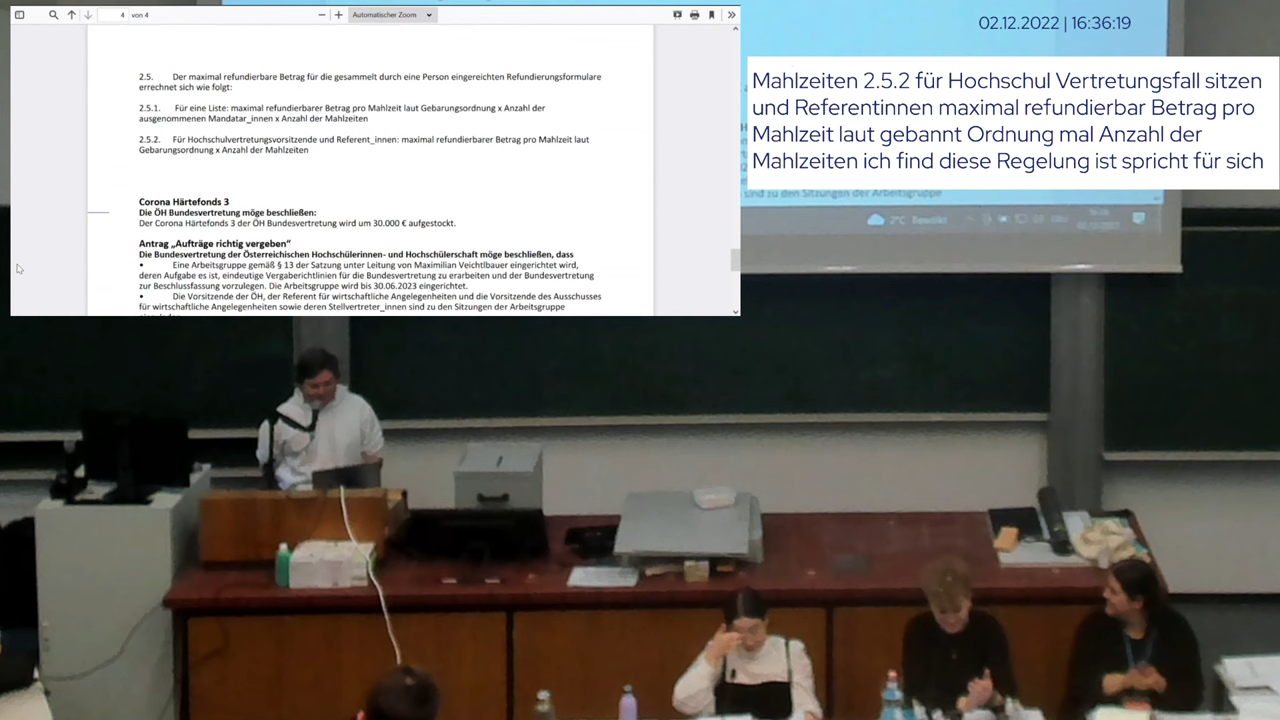 4 von 4
Automatischer Zoom
02.12.2022 | 16:36:19
2.5. Der maximal refundierbare Betrag für die gesammelt durch eine Person eingereichten Refundierungsformulare
errechnet sich wie folgt:
2.5.1. Für eine Liste: maximal refundierbarer Betrag pro Mahlzeit laut Gebarungsordnung x Anzahl der
ausgenommenen Mandatar_innen x Anzahl der Mahlzeiten
2.5.2. Für Hochschulvertretungsvorsitzende und Referent_innen: maximal refundierbarer Betrag pro Mahlzeit laut
Gebarungsordnung x Anzahl der Mahlzeiten
Corona Härtefonds 3
Die ÖH Bundesvertretung möge beschließen:
Der Corona Härtefonds 3 der ÖH Bundesvertretung wird um 30.000 € aufgestockt.
Antrag „Aufträge richtig vergeben“
Die Bundesvertretung der Österreichischen Hochschülerinnen- und Hochschülerschaft möge beschließen, dass
• Eine Arbeitsgruppe gemäß § 13 der Satzung unter Leitung von Maximilian Veichtlbauer eingerichtet wird,
deren Aufgabe es ist, eindeutige Vergaberichtlinien für die Bundesvertretung zu erarbeiten und der Bundesvertretung
zur Beschlussfassung vorzulegen. Die Arbeitsgruppe wird bis 30.06.2023 eingerichtet.
• Die Vorsitzende der ÖH, der Referent für wirtschaftliche Angelegenheiten und die Vorsitzende des Ausschusses
für wirtschaftliche Angelegenheiten sowie deren Stellvertreter_innen sind zu den Sitzungen der Arbeitsgruppe
Mahlzeiten 2.5.2 für Hochschul Vertretungsfall sitzen
und Referentinnen maximal refundierbar Betrag pro
Mahlzeit laut gebannt Ordnung mal Anzahl der
Mahlzeiten ich find diese Regelung ist spricht für sich
sind zu den Sitzungen der Arbeitsgruppe
2°C Bewölkt